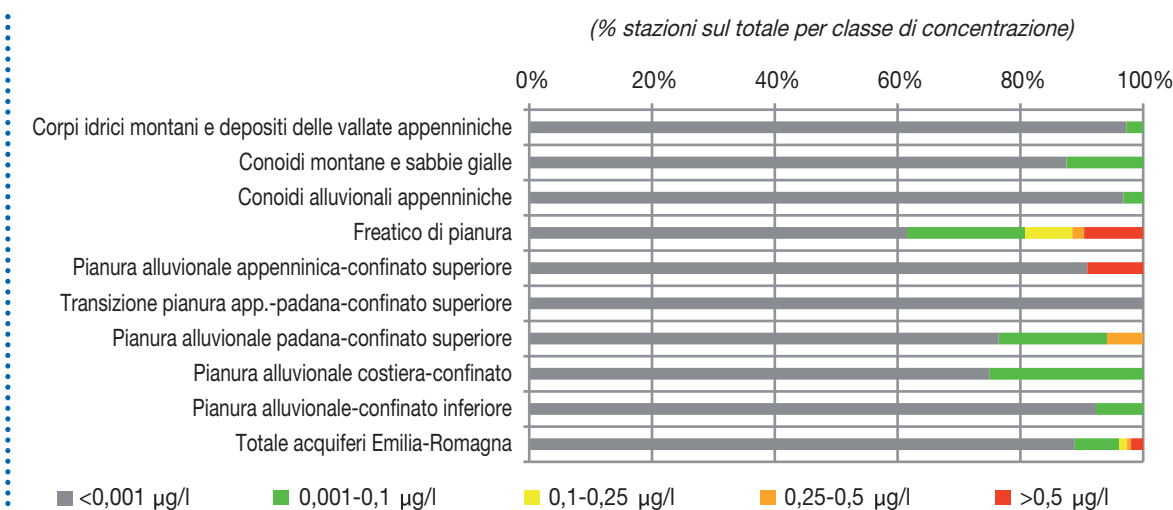 (% stazioni sul totale per classe di concentrazione)
0% 20% 40% 60% 80% 100%
Corpi idrici montani e depositi delle vallate appenniniche
Conoidi montane e sabbie gialle
Conoidi alluvionali appenniniche
Freatico di pianura
Pianura alluvionale appenninica-confinato superiore
Transizione pianura app.-padana-confinato superiore
Pianura alluvionale padana-confinato superiore
Pianura alluvionale costiera-confinato
Pianura alluvionale-confinato inferiore
Totale acquiferi Emilia-Romagna
<0,001 µg/l 0,001-0,1 µg/l 0,1-0,25 µg/l 0,25-0,5 µg/l >0,5 µg/l